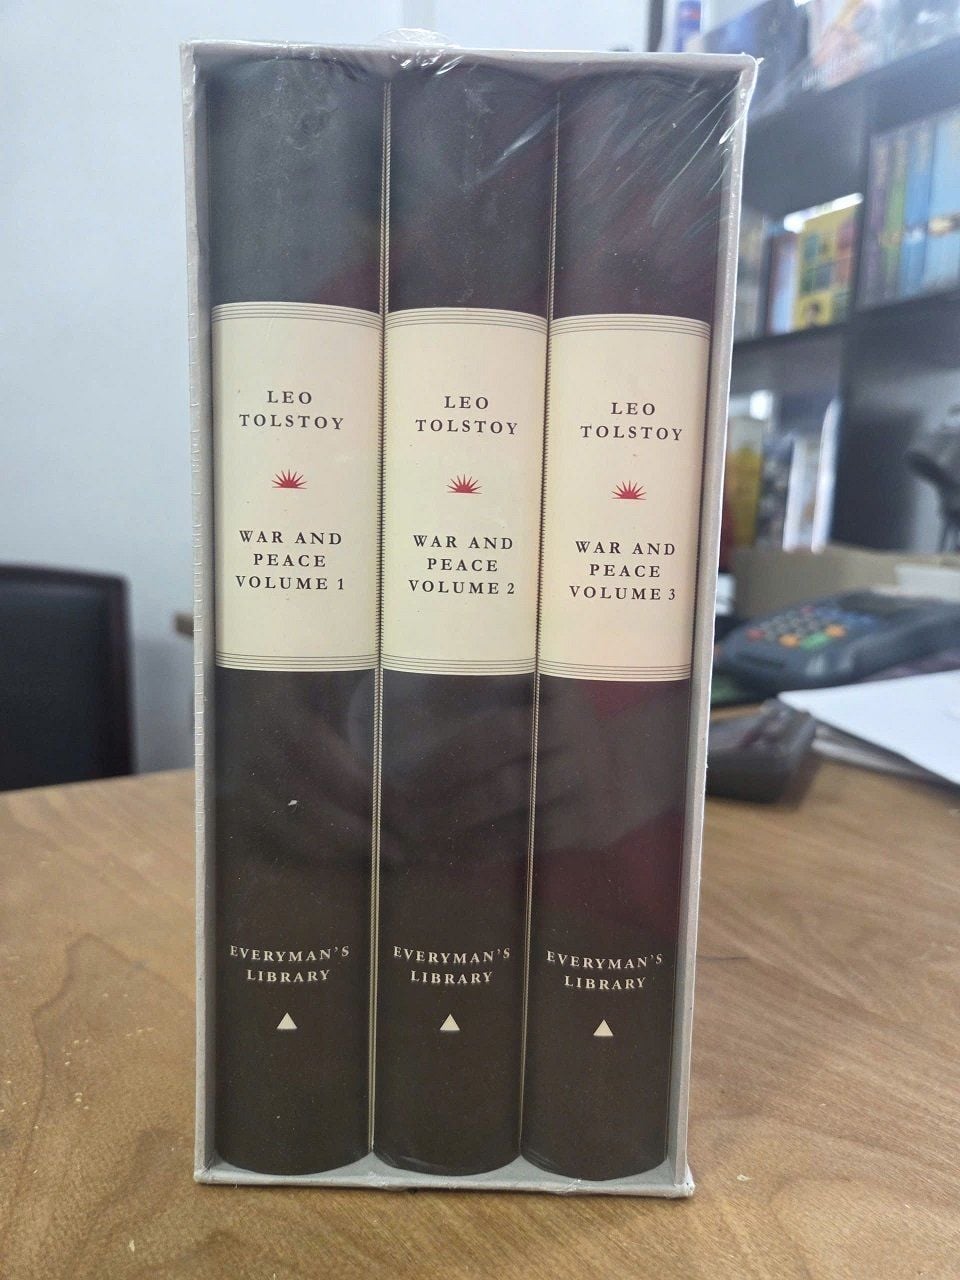 LEO
TOLSTOY
WAR AND
PEACE
VOLUME 1
EVERYMAN'S
LIBRARY
LEO
TOLSTOY
WAR AND
PEACE
VOLUME 2
EVERYMAN'S
LIBRARY
LEO
TOLSTOY
WAR AND
PEACE
VOLUME 3
EVERYMAN'S
LIBRARY